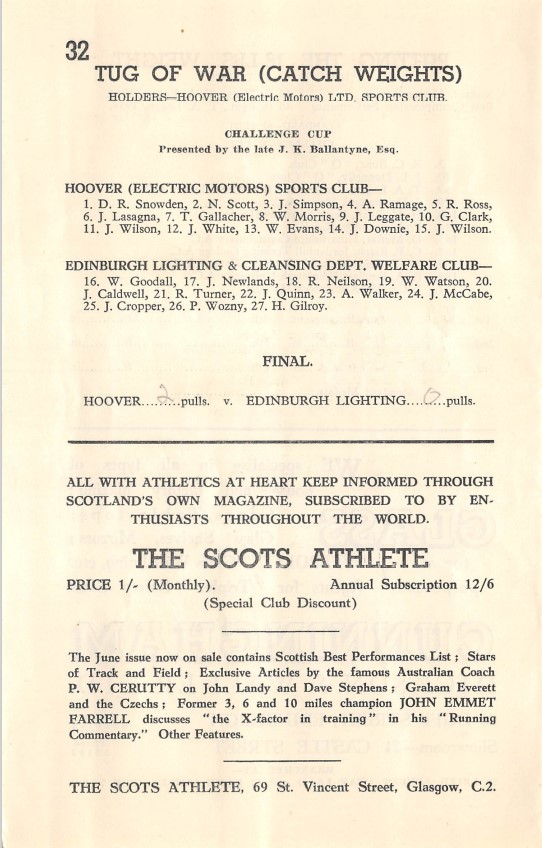 32
TUG OF WAR (CATCH WEIGHTS)
HOLDERS—HOOVER (Electric Motors) LTD. SPORTS CLUB.
CHALLENGE CUP
Presented by the late J. K. Ballantyne, Esq.
HOOVER (ELECTRIC MOTORS) SPORTS CLUB—
1. D. R. Snowden, 2. N. Scott, 3. J. Simpson, 4. A. Ramage, 5. R. Ross,
6. J. Lasagna, 7. T. Gallacher, 8. W. Morris, 9. J. Leggate, 10. G. Clark,
11. J. Wilson, 12. J. White, 13. W. Evans, 14. J. Downie, 15. J. Wilson.
EDINBURGH LIGHTING & CLEANSING DEPT. WELFARE CLUB—
16. W. Goodall, 17. J. Newlands, 18. R. Neilson, 19. W. Watson, 20.
J. Caldwell, 21. R. Turner, 22. J. Quinn, 23. A. Walker, 24. J. McCabe,
25. J. Cropper, 26. P. Wozny, 27. H. Gilroy.
FINAL.
HOOVER....2....pulls. v. EDINBURGH LIGHTING....0....pulls.
ALL WITH ATHLETICS AT HEART KEEP INFORMED THROUGH
SCOTLAND'S OWN MAGAZINE, SUBSCRIBED TO BY EN-
THUSIASTS THROUGHOUT THE WORLD.
THE SCOTS ATHLETE
PRICE 1/- (Monthly). Annual Subscription 12/6
(Special Club Discount)
The June issue now on sale contains Scottish Best Performances List ; Stars
of Track and Field ; Exclusive Articles by the famous Australian Coach
P. W. CERUTTY on John Landy and Dave Stephens ; Graham Everett
and the Czechs ; Former 3, 6 and 10 miles champion JOHN EMMET
FARRELL discusses "the X-factor in training" in his "Running
Commentary." Other Features.
THE SCOTS ATHLETE, 69 St. Vincent Street, Glasgow, C.2.